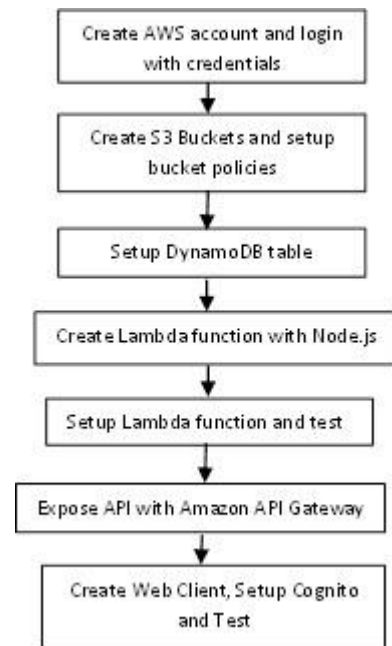 Create AWS account and login
with credentials
Create S3 Buckets and setup
bucket policies
Setup DynamoDB table
Create Lambda function with Node.js
Setup Lambda function and test
Expose API with Amazon API Gateway
Create Web Client, Setup Cognito
and Test